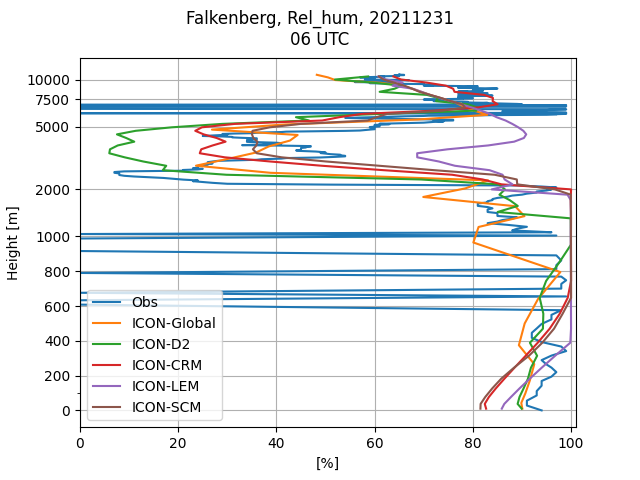 Falkenberg, Rel_hum, 20211231
06 UTC
10000
7500
5000
2000
1000
800
600
400
200
0
Height [m]
Obs
ICON-Global
ICON-D2
ICON-CRM
ICON-LEM
ICON-SCM
0 20 40 60 80 100
[%]